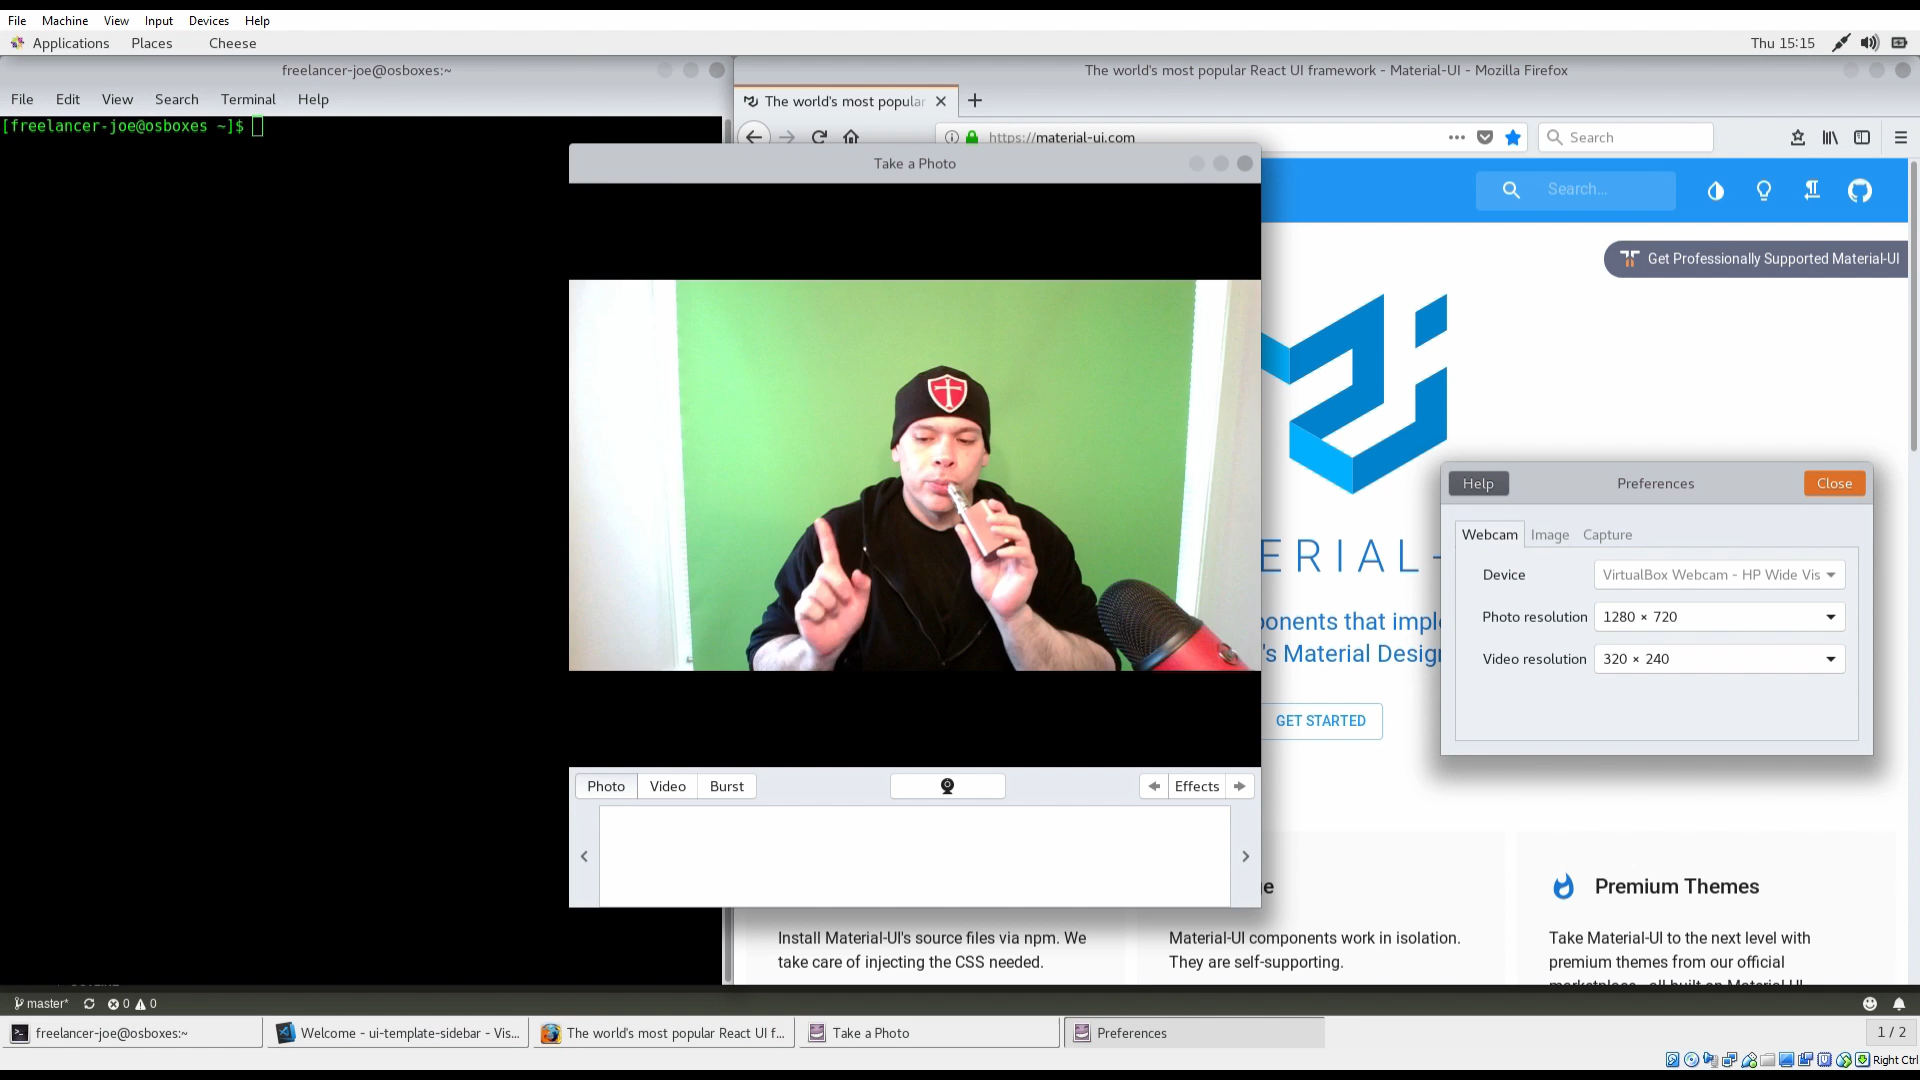 File Machine View Input Devices Help
Applications Places Cheese Thu 15:15
freelancer-joe@osboxes:~
File Edit View Search Terminal Help
[freelancer-joe@osboxes ~]$
The world's most popular React UI framework - Material-UI - Mozilla Firefox
The world's most popular
https://material-ui.com
Search
Search...
Get Professionally Supported Material-UI
Take a Photo
ERIAL-
onents that imple
's Material Design
GET STARTED
Help Preferences Close
Webcam Image Capture
Device VirtualBox Webcam - HP Wide Vis
Photo resolution 1280 × 720
Video resolution 320 × 240
Photo Video Burst Effects
e
Premium Themes
Install Material-UI's source files via npm. We
take care of injecting the CSS needed.
Material-UI components work in isolation.
They are self-supporting.
Take Material-UI to the next level with
premium themes from our official
master* 0 0
freelancer-joe@osboxes:~ Welcome - ui-template-sidebar - Vis... The world's most popular React UI f... Take a Photo Preferences 1 / 2
Right Ctrl